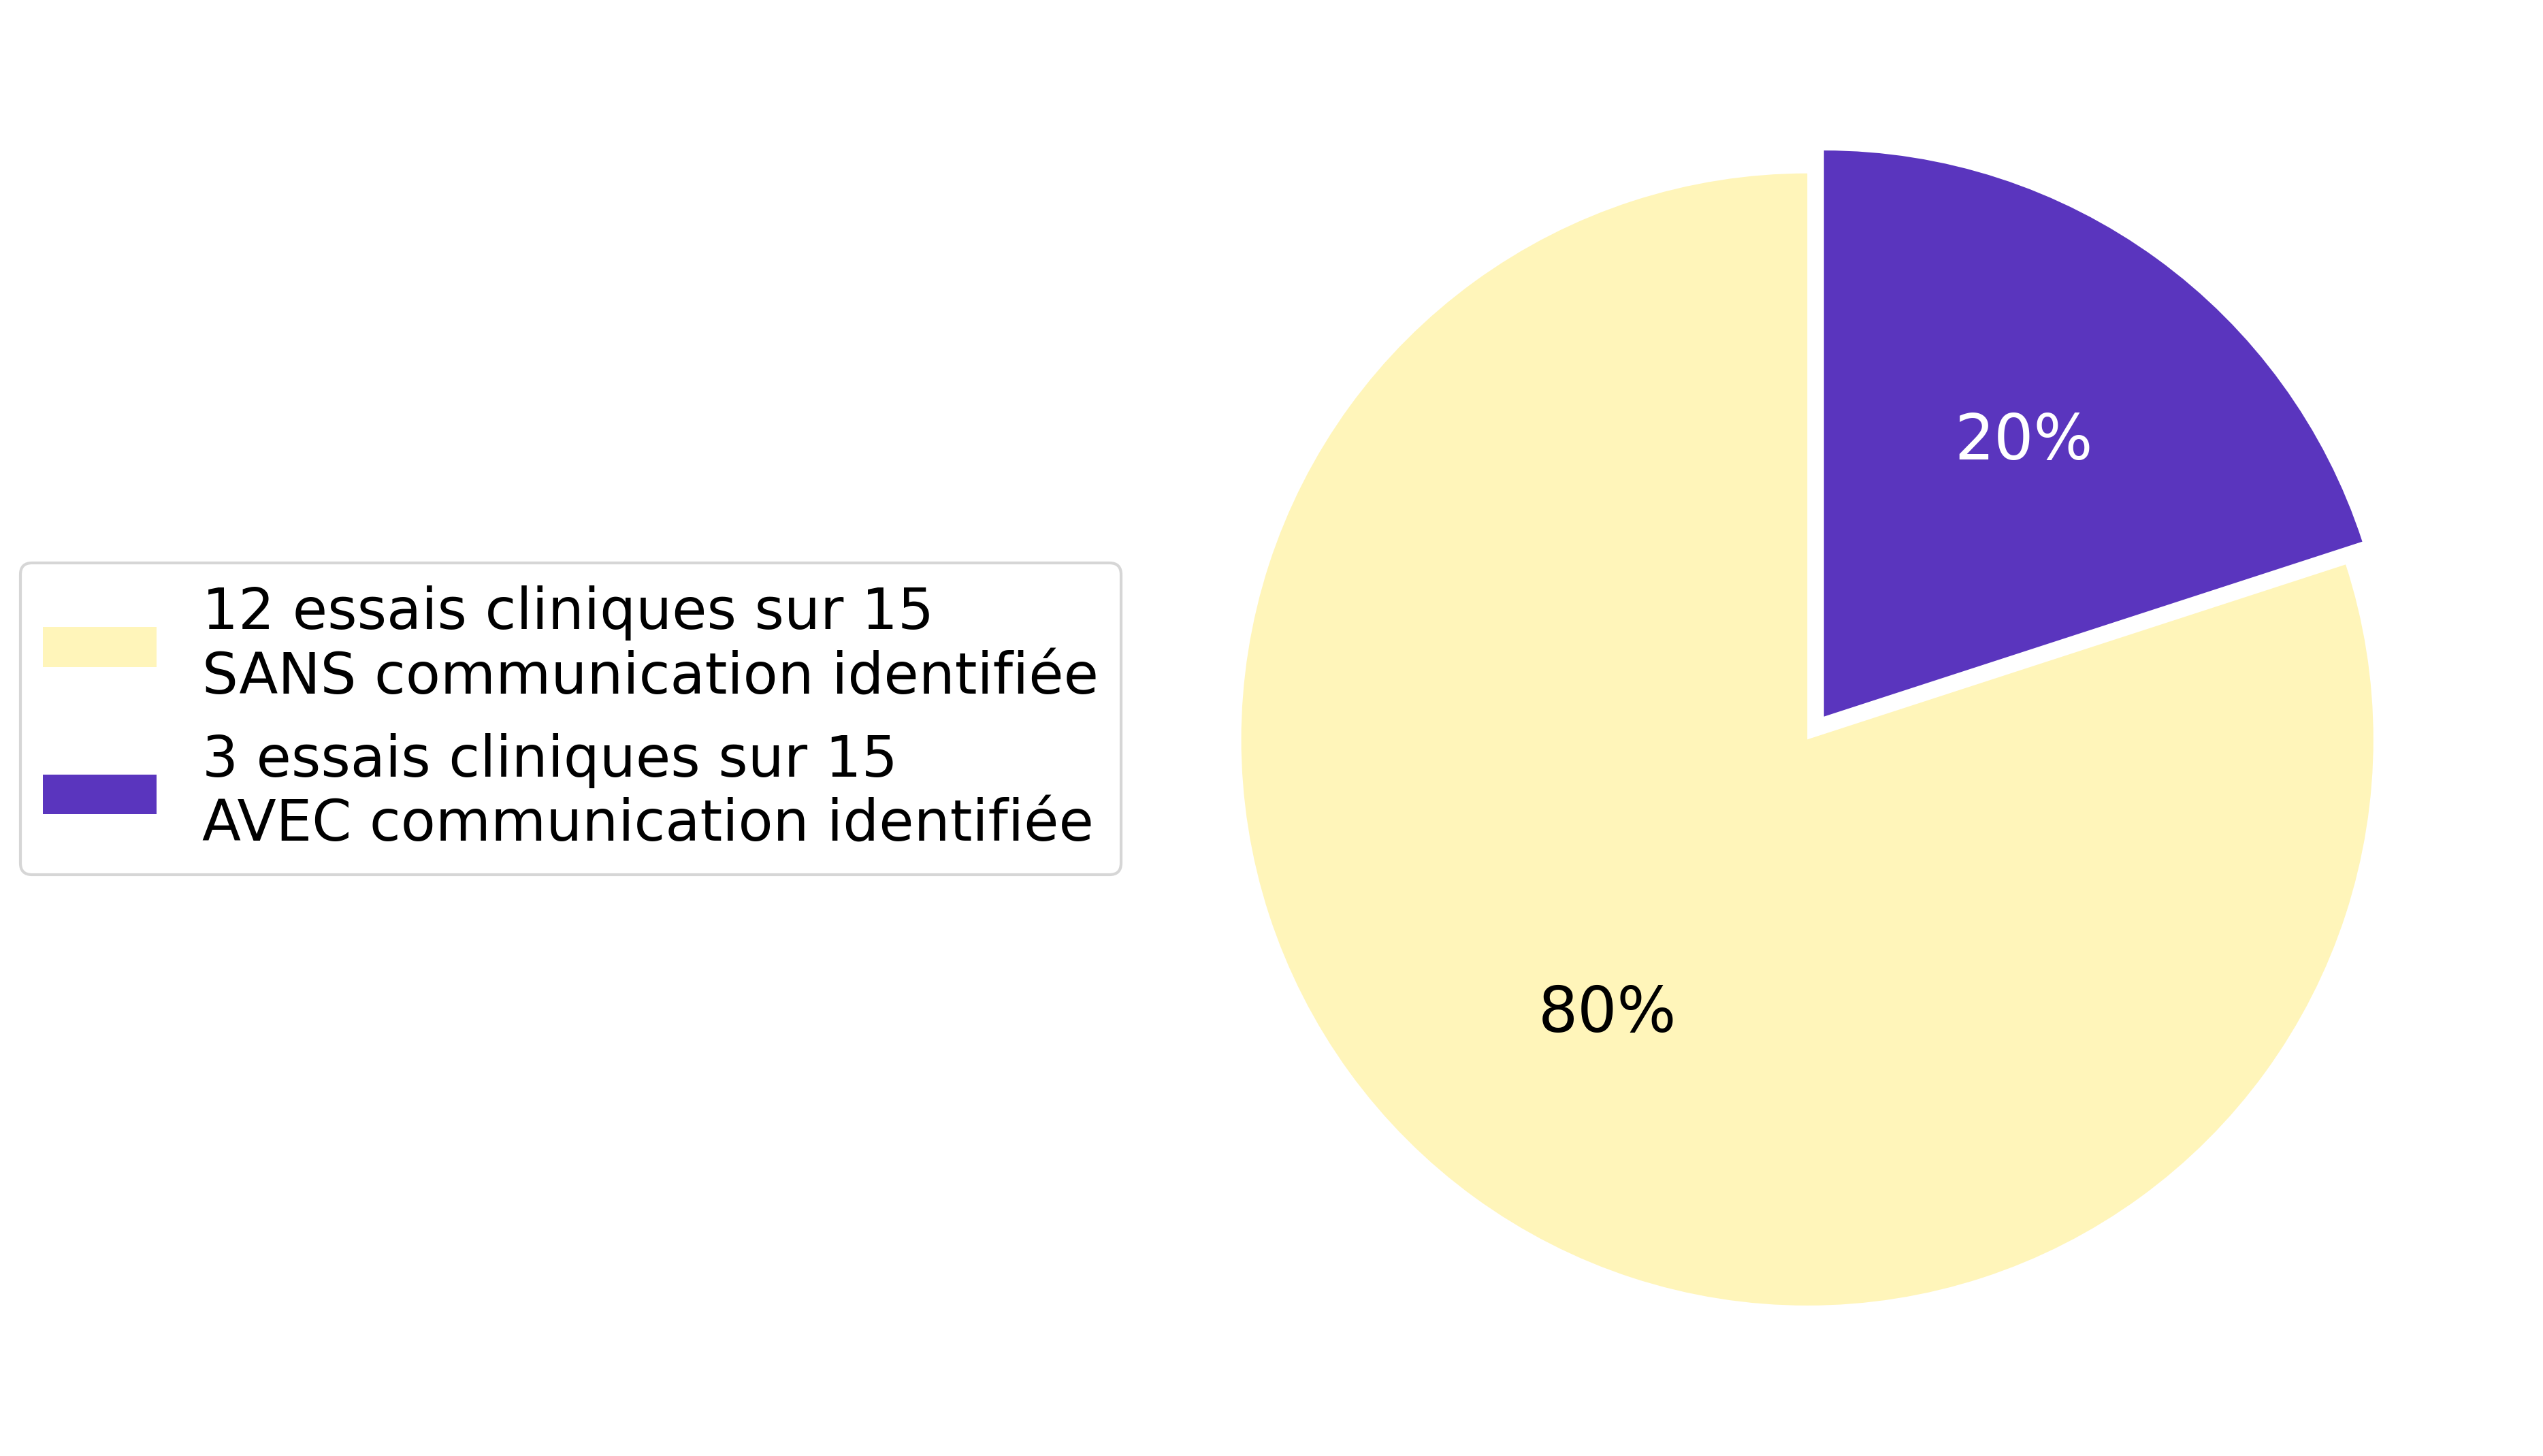 12 essais cliniques sur 15
SANS communication identifiée
3 essais cliniques sur 15
AVEC communication identifiée
20%
80%